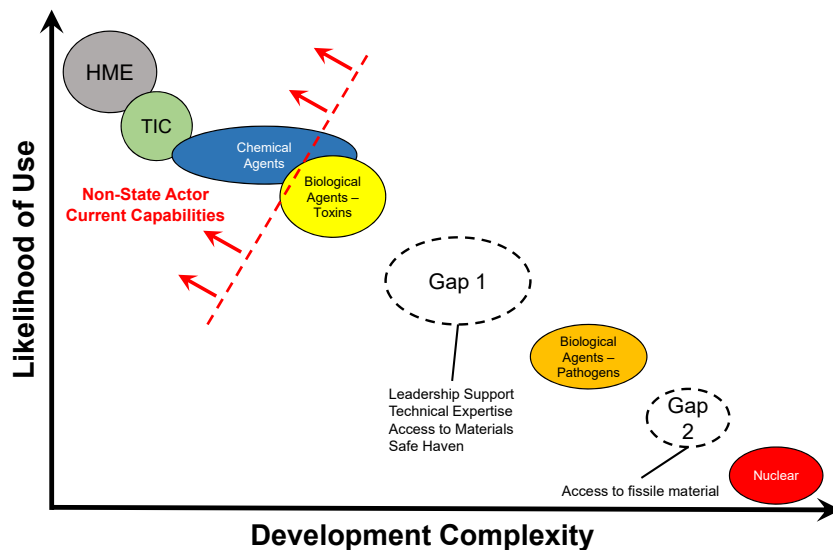 HME
TIC
Chemical
Agents
Biological
Agents –
Toxins
Non-State Actor
Current Capabilities
Gap 1
Leadership Support
Technical Expertise
Access to Materials
Safe Haven
Biological
Agents –
Pathogens
Gap
2
Access to fissile material
Nuclear
Likelihood of Use
Development Complexity